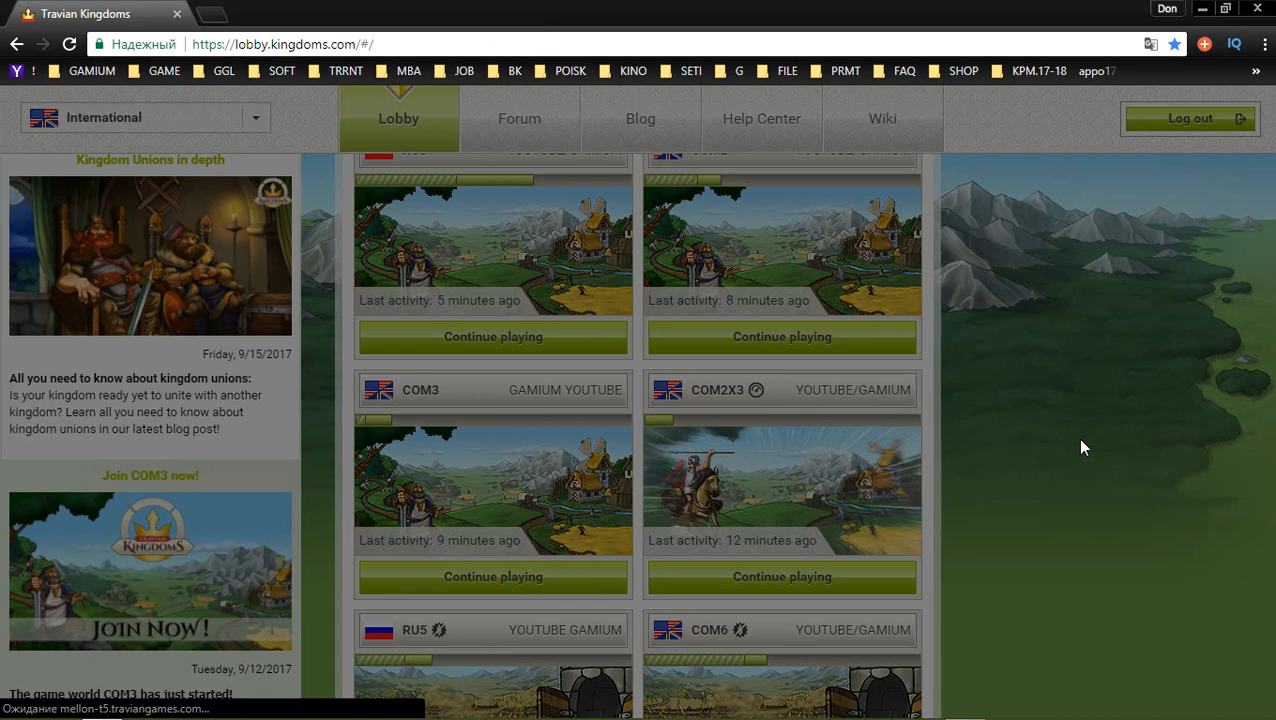 Travian Kingdoms
Don
Надежный
https://lobby.kingdoms.com/#/
IQ
Y ! GAMIUM GAME GGL SOFT TRRNT MBA JOB BK POISK KINO SETI G FILE PRMT FAQ SHOP KPM.17-18 appo17 »
International
Lobby
Forum
Blog
Help Center
Wiki
Log out
Kingdom Unions in depth
KINGDOMS
Friday, 9/15/2017
All you need to know about kingdom unions:
Is your kingdom ready yet to unite with another
kingdom? Learn all you need to know about
kingdom unions in our latest blog post!
Join COM3 now!
TRAVIAN
KINGDOMS
JOIN NOW!
Tuesday, 9/12/2017
The game world COM3 has just started!
Last activity: 5 minutes ago
Continue playing
Last activity: 8 minutes ago
Continue playing
COM3 GAMIUM YOUTUBE
Last activity: 9 minutes ago
Continue playing
COM2X3 YOUTUBE/GAMIUM
Last activity: 12 minutes ago
Continue playing
RU5 YOUTUBE GAMIUM
COM6 YOUTUBE/GAMIUM
Ожидание mellon-t5.traviangames.com...